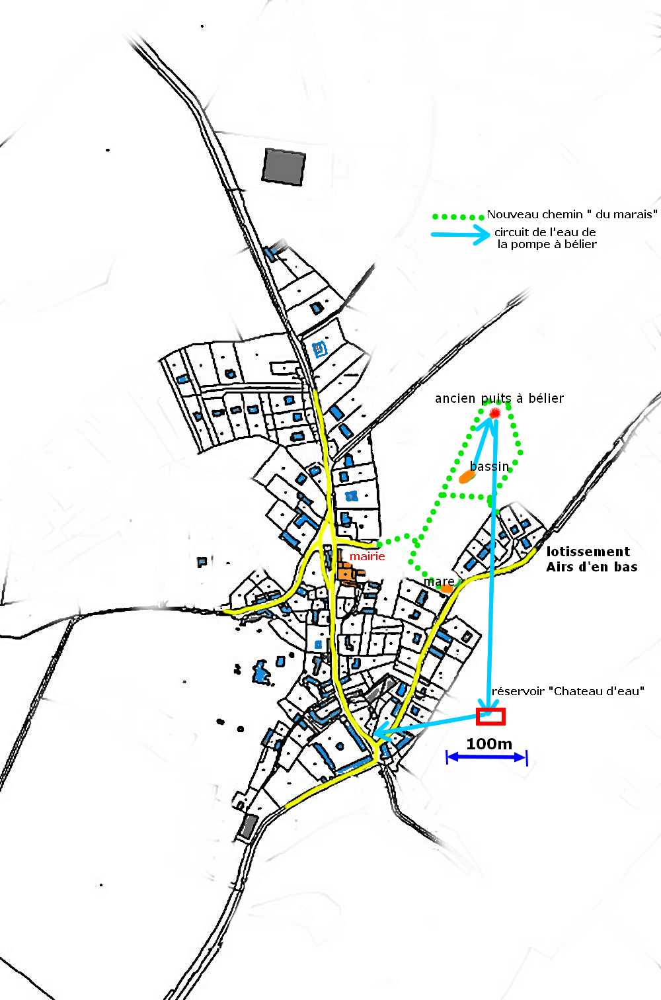 Nouveau chemin " du marais"
circuit de l'eau de
la pompe à bélier
ancien puits à bélier
bassin
lotissement
Airs d'en bas
mairie
mare
réservoir "Chateau d'eau"
100m